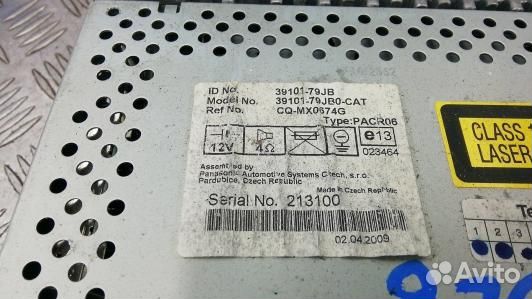 ID No. 39101-79JB
Model No. 39101-79JB0-CAT
Ref No. CQ-MX0674G
Type:PACR06
12V 4Ω e13
023464
Assembled by
Panasonic Automotive Systems Czech, s.r.o.
Pardubice, Czech Republic
Made in Czech Republic
Serial No. 213100
02.04.2009
CLASS 1
LASER
Te
1 2 3
Avito